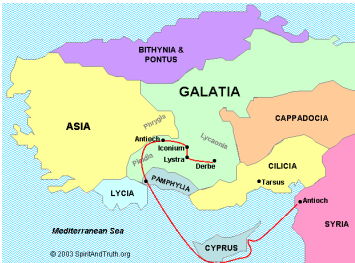 BITHYNIA &
PONTUS
GALATIA
ASIA
Phrygia
CAPPADOCIA
Antioch
Iconium
Lycaonia
Lystra
Derbe
Pisidia
CILICIA
PAMPHYLIA
Tarsus
LYCIA
Antioch
SYRIA
Mediterranean Sea
CYPRUS
© 2003 SpiritAndTruth.org